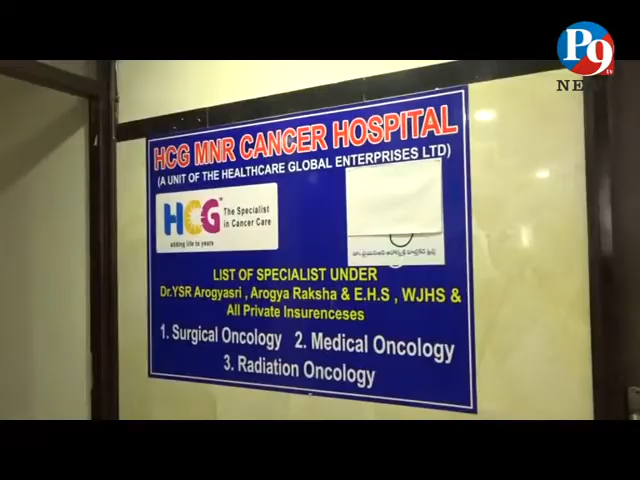 P9
tv
HCG MNR CANCER HOSPITAL
(A UNIT OF THE HEALTHCARE GLOBAL ENTERPRISES LTD)
HCG
The Specialist
in Cancer Care
adding life to years
LIST OF SPECIALIST UNDER
Dr.YSR Arogyasri , Arogya Raksha & E.H.S , WJHS &
All Private Insurenceses
1. Surgical Oncology 2. Medical Oncology
3. Radiation Oncology